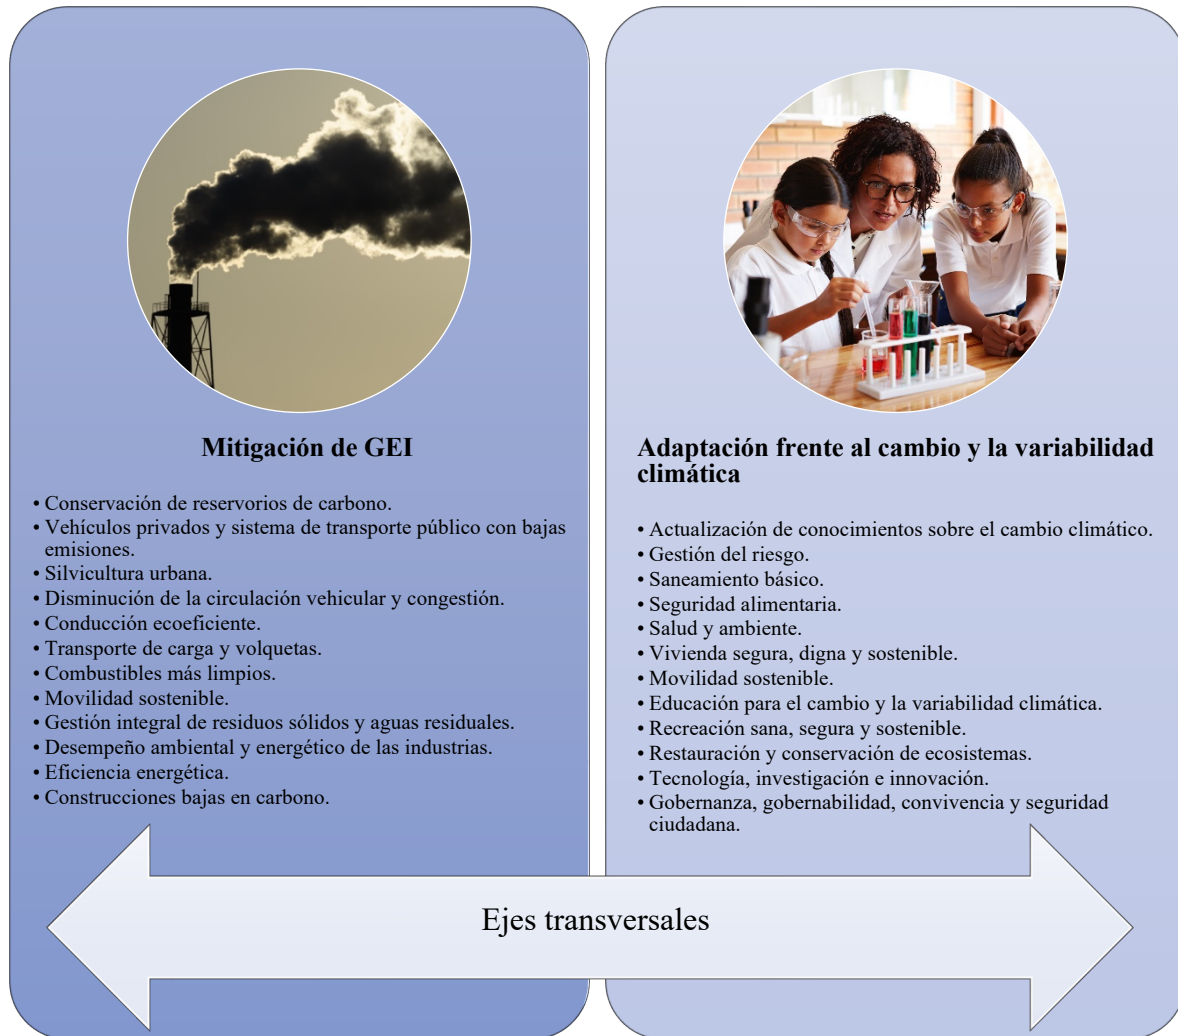 Mitigación de GEI
• Conservación de reservorios de carbono.
• Vehículos privados y sistema de transporte público con bajas
emisiones.
• Silvicultura urbana.
• Disminución de la circulación vehicular y congestión.
• Conducción ecoeficiente.
• Transporte de carga y volquetas.
• Combustibles más limpios.
• Movilidad sostenible.
• Gestión integral de residuos sólidos y aguas residuales.
• Desempeño ambiental y energético de las industrias.
• Eficiencia energética.
• Construcciones bajas en carbono.
Adaptación frente al cambio y la variabilidad
climática
• Actualización de conocimientos sobre el cambio climático.
• Gestión del riesgo.
• Saneamiento básico.
• Seguridad alimentaria.
• Salud y ambiente.
• Vivienda segura, digna y sostenible.
• Movilidad sostenible.
• Educación para el cambio y la variabilidad climática.
• Recreación sana, segura y sostenible.
• Restauración y conservación de ecosistemas.
• Tecnología, investigación e innovación.
• Gobernanza, gobernabilidad, convivencia y seguridad
ciudadana.
Ejes transversales